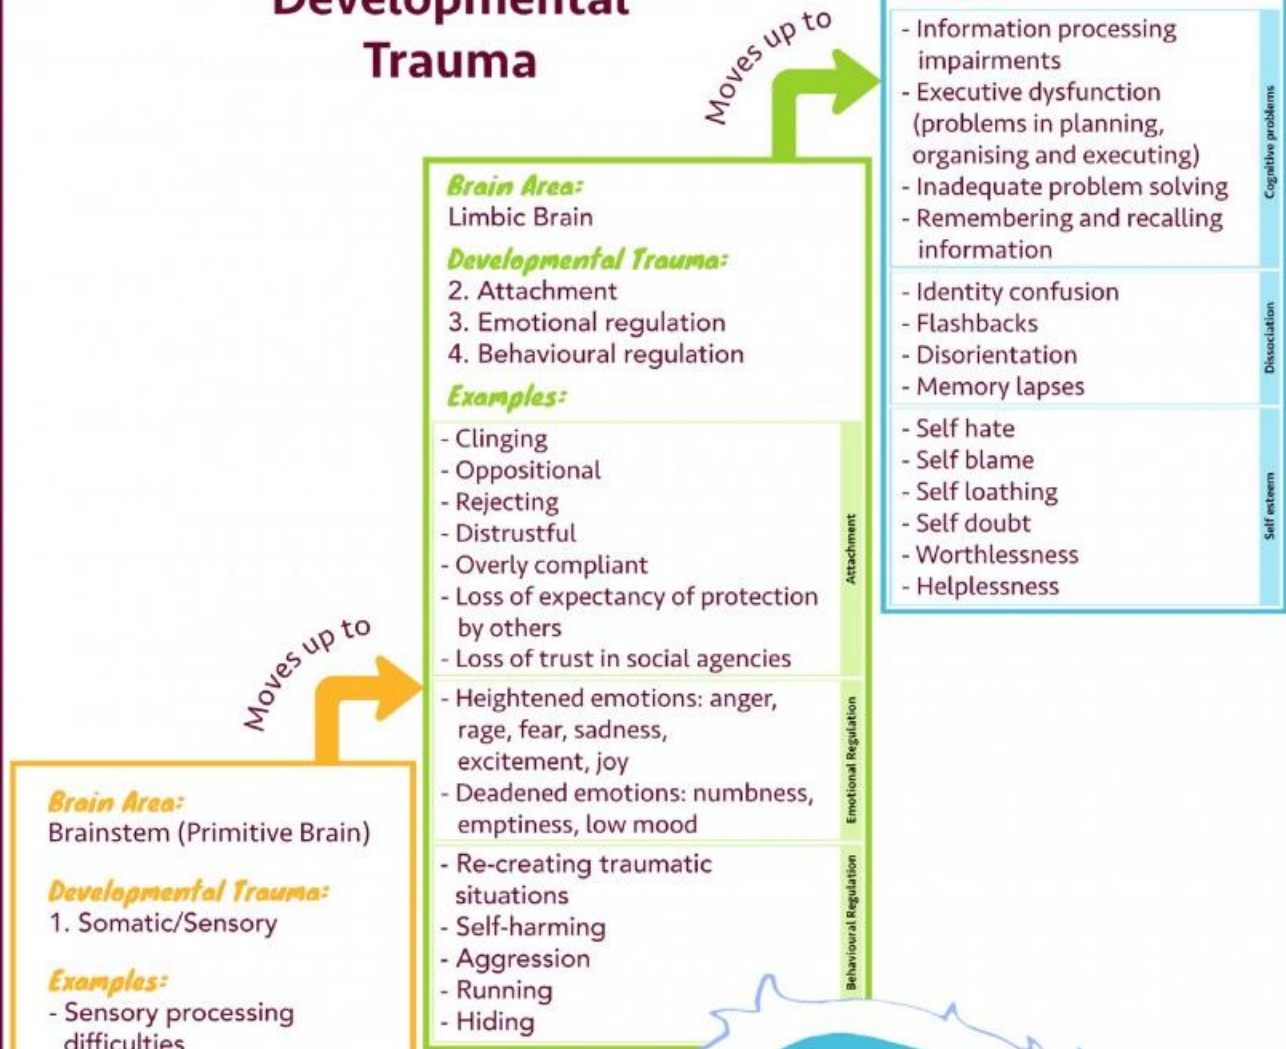 Developmental
Trauma
Moves up to
- Information processing
impairments
- Executive dysfunction
(problems in planning,
organising and executing)
- Inadequate problem solving
- Remembering and recalling
information
Cognitive problems
- Identity confusion
- Flashbacks
- Disorientation
- Memory lapses
Dissociation
- Self hate
- Self blame
- Self loathing
- Self doubt
- Worthlessness
- Helplessness
Self esteem
Brain Area:
Limbic Brain
Developmental Trauma:
2. Attachment
3. Emotional regulation
4. Behavioural regulation
Examples:
- Clinging
- Oppositional
- Rejecting
- Distrustful
- Overly compliant
- Loss of expectancy of protection
by others
- Loss of trust in social agencies
Attachment
- Heightened emotions: anger,
rage, fear, sadness,
excitement, joy
- Deadened emotions: numbness,
emptiness, low mood
Emotional Regulation
- Re-creating traumatic
situations
- Self-harming
- Aggression
- Running
- Hiding
Behavioural Regulation
Moves up to
Brain Area:
Brainstem (Primitive Brain)
Developmental Trauma:
1. Somatic/Sensory
Examples:
- Sensory processing
difficulties